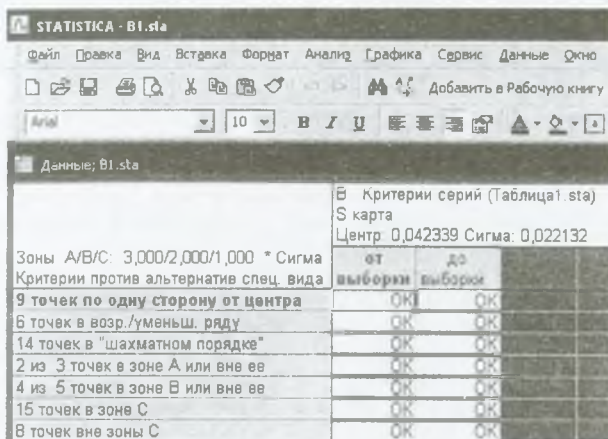 STATISTICA - B1.sta
Файл Правка Вид Вставка Формат Анализ Графика Сервис Данные Окно
Добавить в Рабочую книгу
Arial 10 B I U
Данные; B1.sta
B Критерии серий (Таблица1.sta)
S карта
Центр: 0,042339 Сигма: 0,022132
Зоны A/B/C: 3,000/2,000/1,000 * Сигма
Критерии против альтернатив спец. вида
от выборки
до выборки
9 точек по одну сторону от центра OK OK
6 точек в возр./уменьш. ряду OK OK
14 точек в "шахматном порядке" OK OK
2 из 3 точек в зоне A или вне ее OK OK
4 из 5 точек в зоне B или вне ее OK OK
15 точек в зоне C OK OK
8 точек вне зоны C OK OK